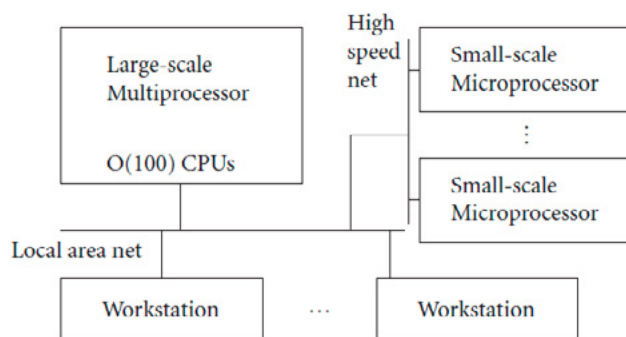 Large-scale
Multiprocessor
O(100) CPUs
High
speed
net
Small-scale
Microprocessor
⋮
Small-scale
Microprocessor
Local area net
Workstation
...
Workstation